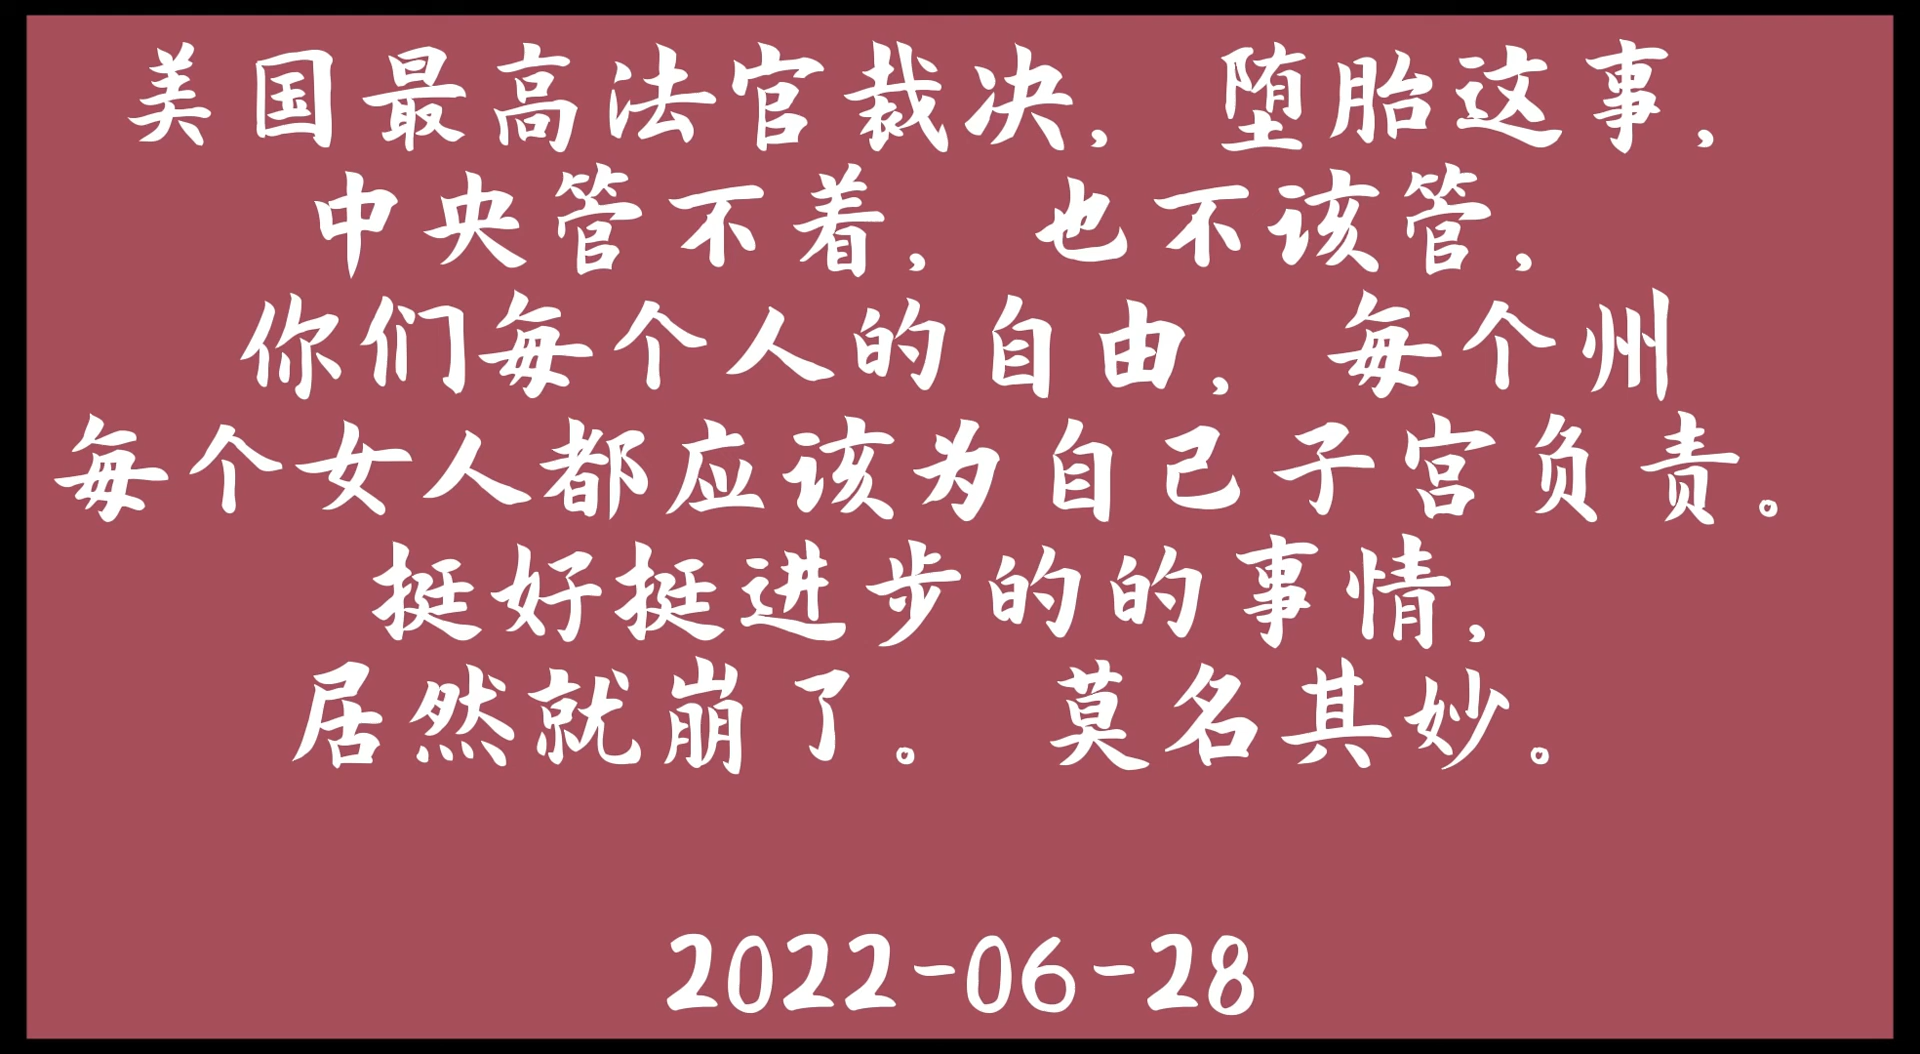 美国最高法官裁决，堕胎这事，
中央管不着，也不该管，
你们每个人的自由，每个州
每个女人都应该为自己子宫负责。
挺好挺进步的的事情，
居然就崩了。莫名其妙。
2022-06-28